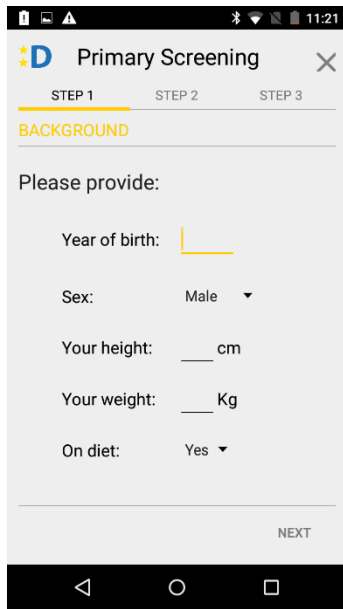 11:21
D Primary Screening
STEP 1 STEP 2 STEP 3
BACKGROUND
Please provide:
Year of birth:
Sex: Male
Your height: cm
Your weight: Kg
On diet: Yes
NEXT